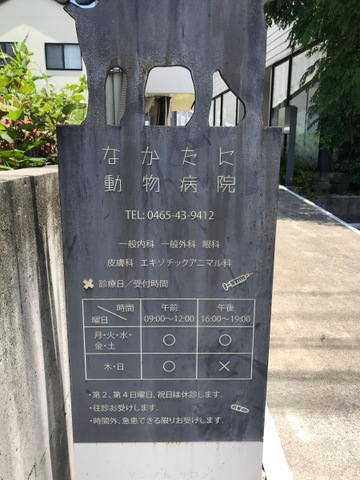 なかたに
動物病院
TEL: 0465-43-9412
一般内科 一般外科 眼科
皮膚科 エキゾチックアニマル科
診療日／受付時間
時間 曜日 午前 09:00〜12:00 午後 16:00〜19:00
月・火・水・金・土 ○ ○
木・日 ○ ×
・第2、第4日曜日、祝日は休診します。
・往診お受けします。
・時間外、急患できる限りお受けします。